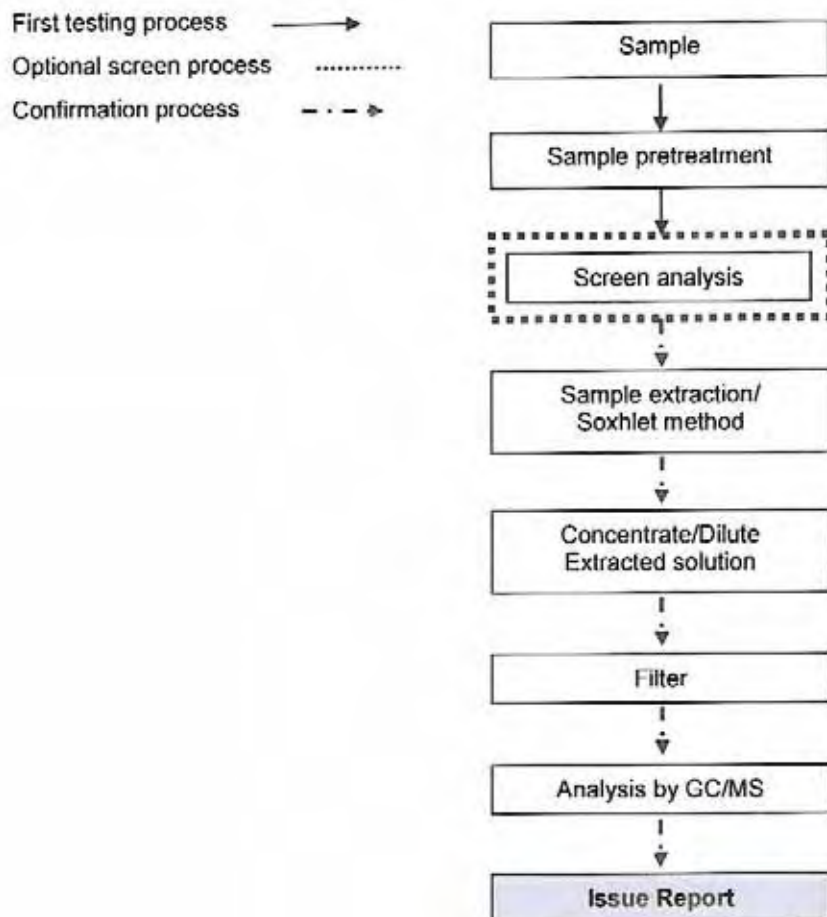 First testing process
Optional screen process
Confirmation process
Sample
Sample pretreatment
Screen analysis
Sample extraction/
Soxhlet method
Concentrate/Dilute
Extracted solution
Filter
Analysis by GC/MS
Issue Report